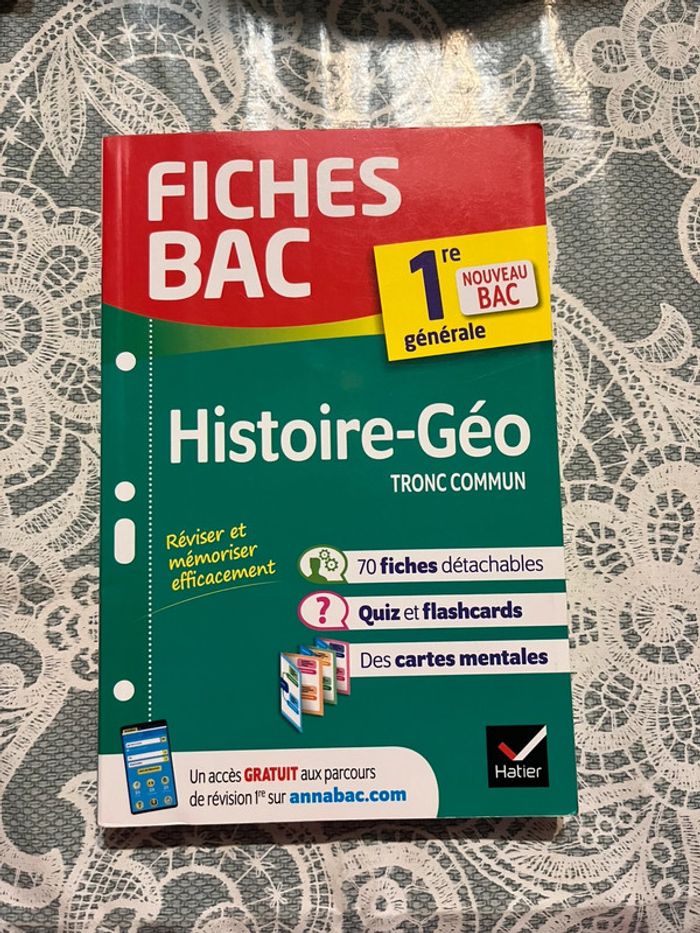 FICHES
BAC
1re
générale
NOUVEAU
BAC
Histoire-Géo
TRONC COMMUN
Réviser et
mémoriser
efficacement
70 fiches détachables
?
Quiz et flashcards
Des cartes mentales
Un accès GRATUIT aux parcours
de révision 1re sur annabac.com
Hatier